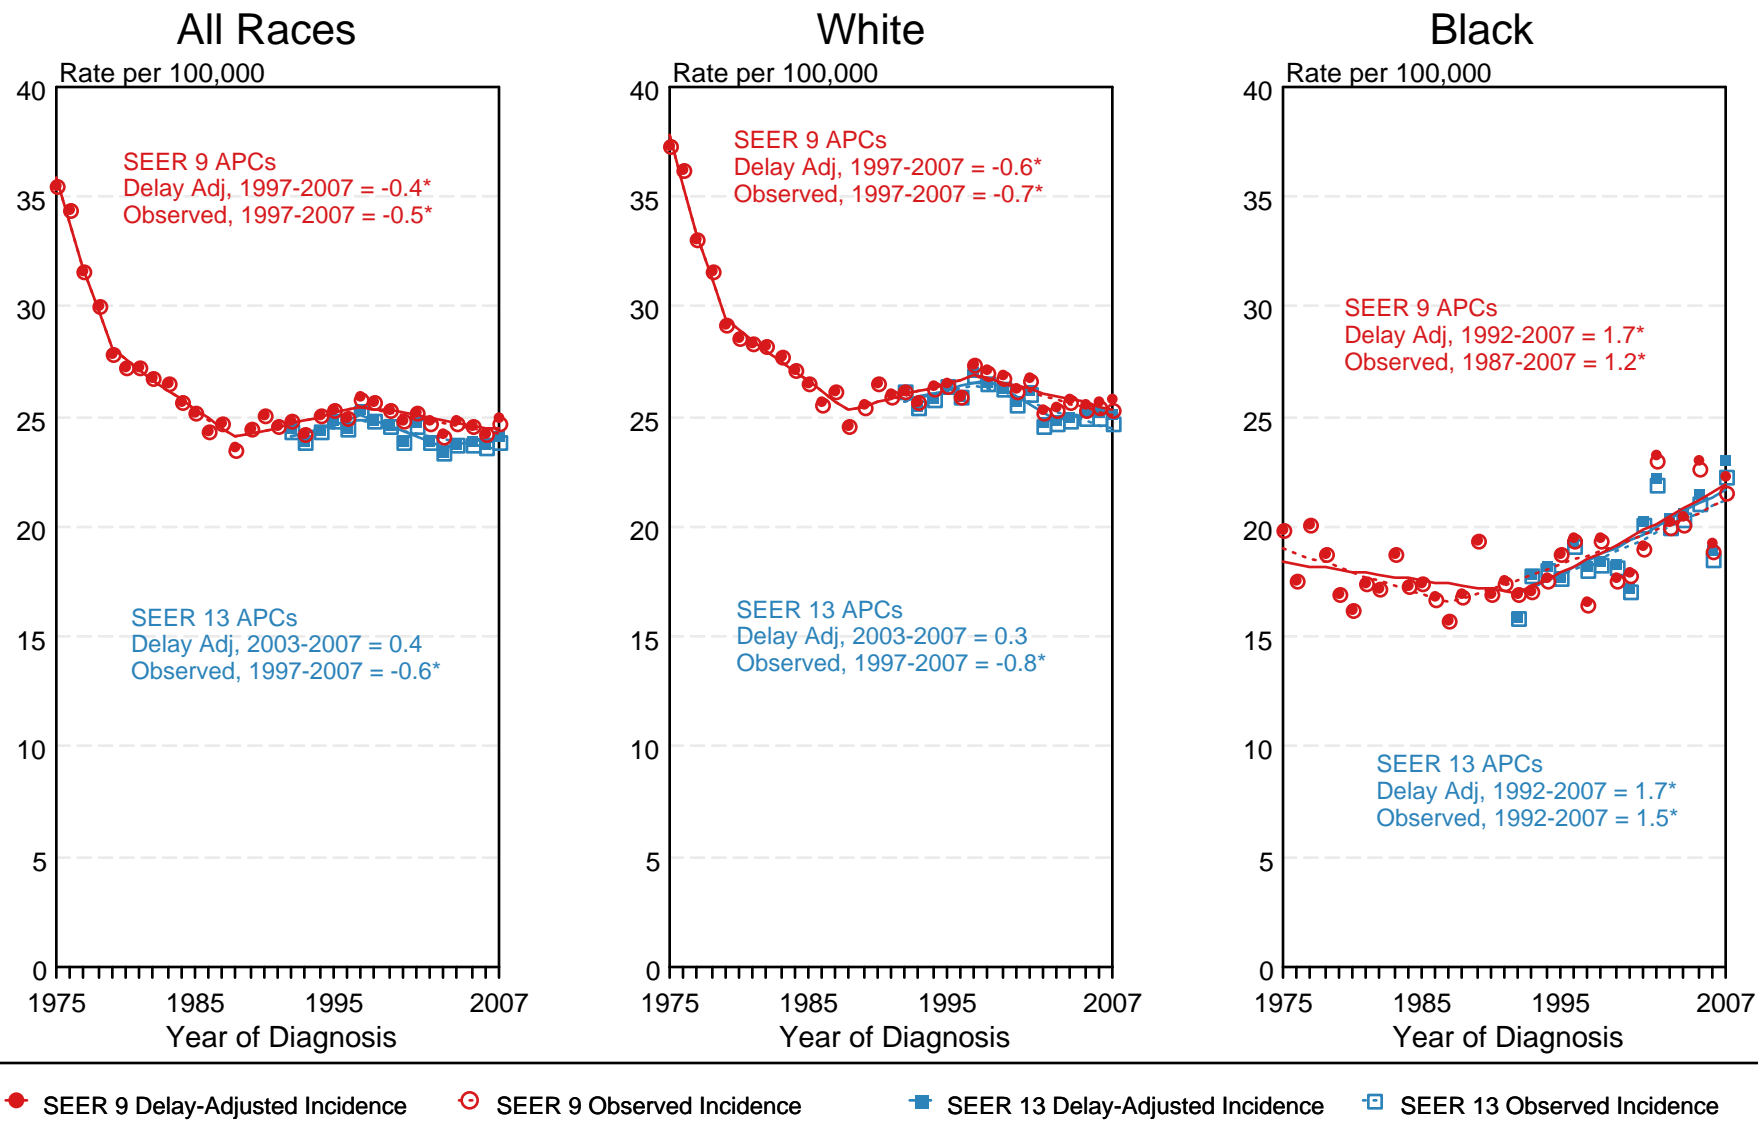 All Races
White
Black
Rate per 100,000
40
35
30
25
20
15
10
5
0
SEER 9 APCs
Delay Adj, 1997-2007 = -0.4*
Observed, 1997-2007 = -0.5*
SEER 13 APCs
Delay Adj, 2003-2007 = 0.4
Observed, 1997-2007 = -0.6*
1975
1985
1995
2007
Year of Diagnosis
Rate per 100,000
40
35
30
25
20
15
10
5
0
SEER 9 APCs
Delay Adj, 1997-2007 = -0.6*
Observed, 1997-2007 = -0.7*
SEER 13 APCs
Delay Adj, 2003-2007 = 0.3
Observed, 1997-2007 = -0.8*
1975
1985
1995
2007
Year of Diagnosis
Rate per 100,000
40
35
30
25
20
15
10
5
0
SEER 9 APCs
Delay Adj, 1992-2007 = 1.7*
Observed, 1987-2007 = 1.2*
SEER 13 APCs
Delay Adj, 1992-2007 = 1.7*
Observed, 1992-2007 = 1.5*
1975
1985
1995
2007
Year of Diagnosis
SEER 9 Delay-Adjusted Incidence
SEER 9 Observed Incidence
SEER 13 Delay-Adjusted Incidence
SEER 13 Observed Incidence